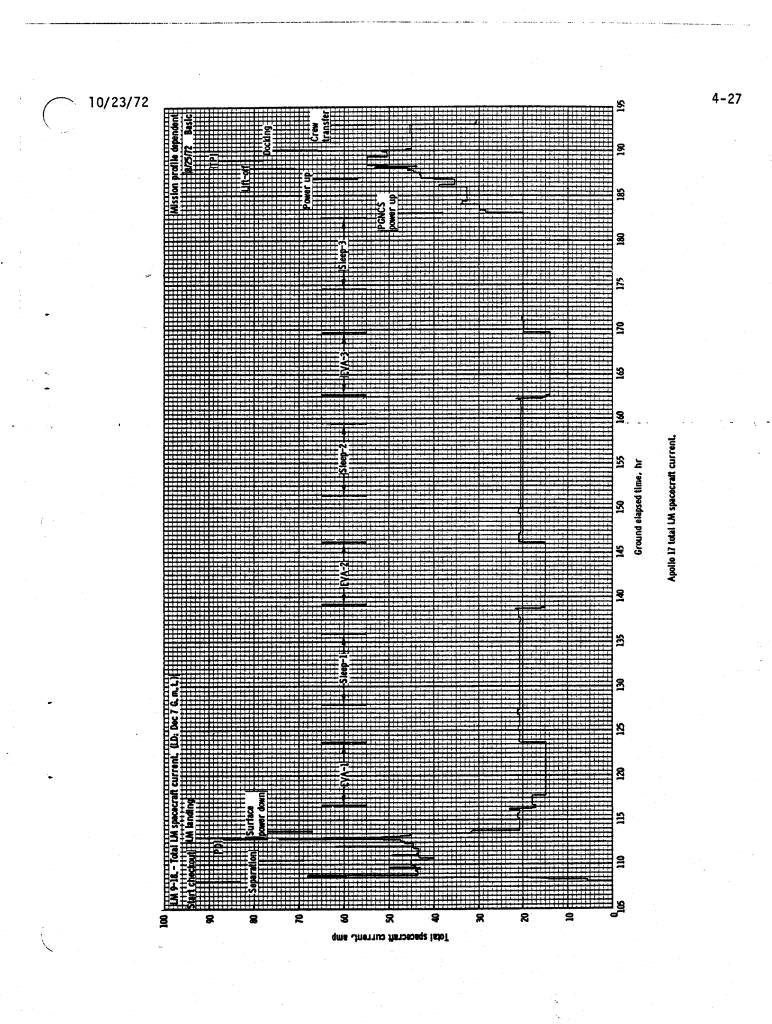 10/23/72
4-27
LM 9-18. - Total LM spacecraft current. (LD: Dec 7 G. m. t. )
Mission profile dependent
8/25/72 Basic
Start checkout
LM landing
PDI
Separation
Surface
power down
EVA-1
Sleep-1
EVA-2
Sleep-2
EVA-3
Sleep-3
PGNCS
power up
Power up
Lift-off
TPI
Docking
Crew
transfer
Total spacecraft current, amp
100
90
80
70
60
50
40
30
20
10
0
105 110 115 120 125 130 135 140 145 150 155 160 165 170 175 180 185 190 195
Ground elapsed time, hr
Apollo 17 total LM spacecraft current.